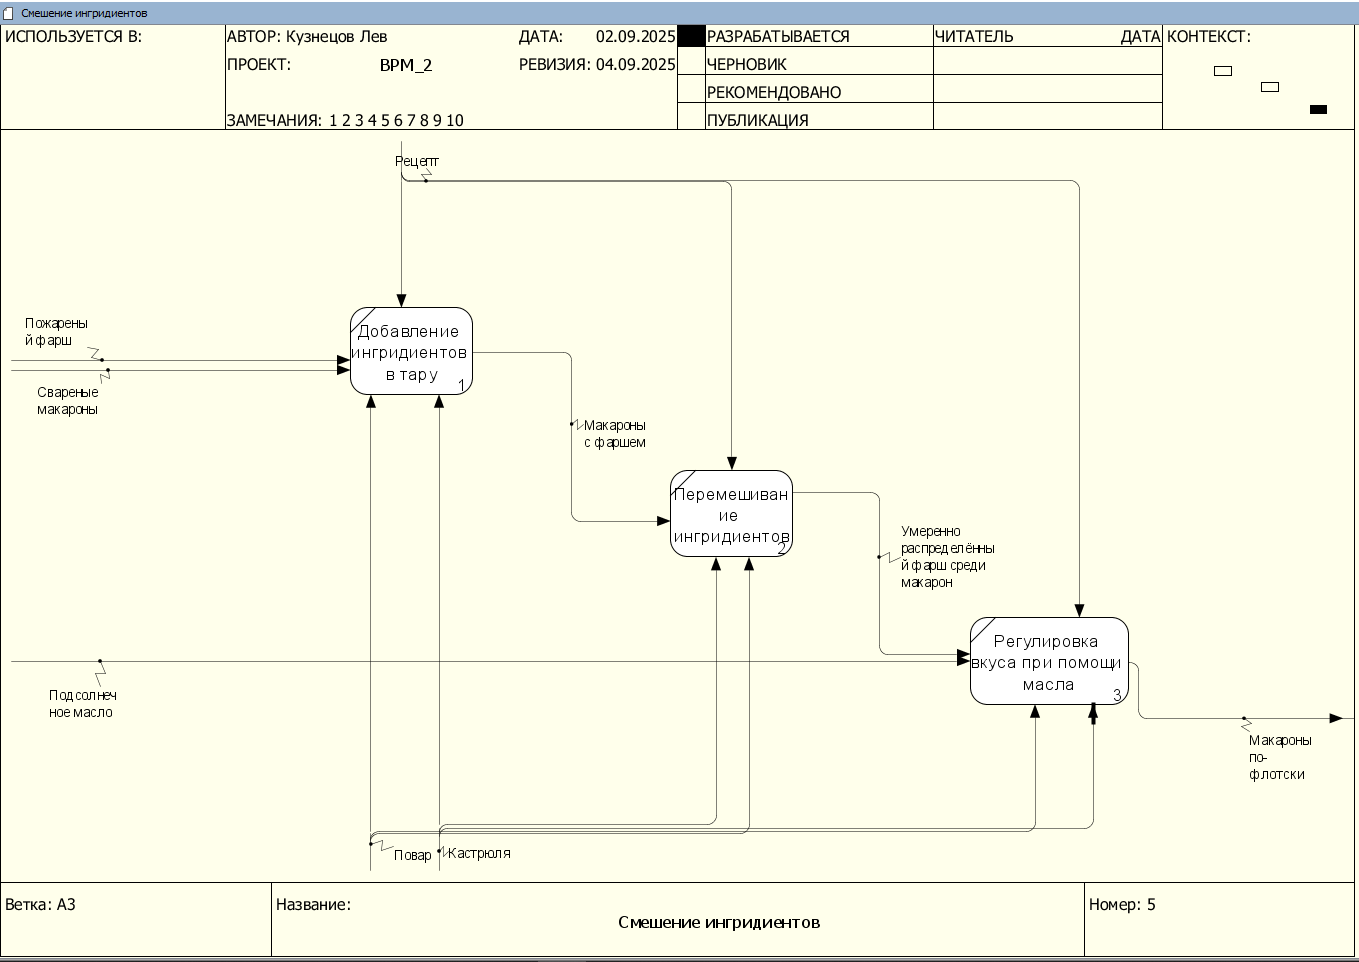 Смешение ингридиентов
ИСПОЛЬЗУЕТСЯ В:
АВТОР: Кузнецов Лев
ДАТА: 02.09.2025
РАЗРАБАТЫВАЕТСЯ
ЧИТАТЕЛЬ
ДАТА
КОНТЕКСТ:
ПРОЕКТ: BPM_2
РЕВИЗИЯ: 04.09.2025
ЧЕРНОВИК
РЕКОМЕНДОВАНО
ЗАМЕЧАНИЯ: 1 2 3 4 5 6 7 8 9 10
ПУБЛИКАЦИЯ
Рецепт
Пожарены
й фарш
Свареные
макароны
Добавление
ингридиентов
в тару
1
Макароны
с фаршем
Перемешиван
ие
ингридиентов
2
Умеренно
распределённы
й фарш среди
макарон
Регулировка
вкуса при помощи
масла
3
Подсолнеч
ное масло
Макароны
по-
флотски
Повар
Кастрюля
Ветка: A3
Название:
Смешение ингридиентов
Номер: 5